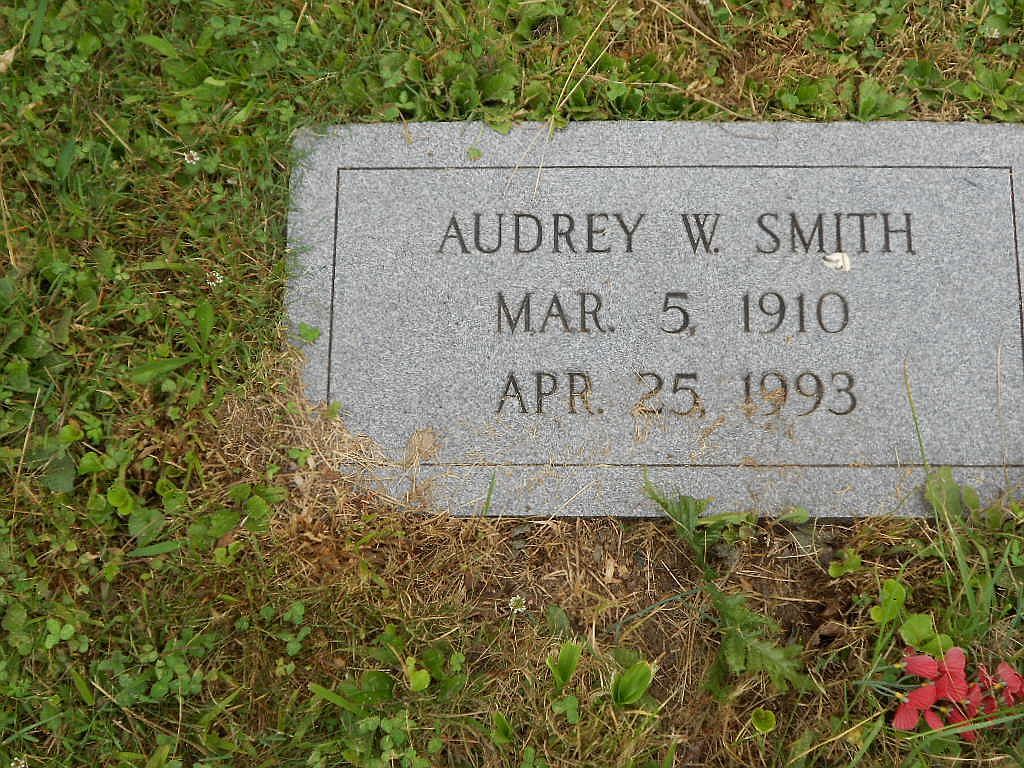 AUDREY W. SMITH
MAR. 5, 1910
APR. 25, 1993